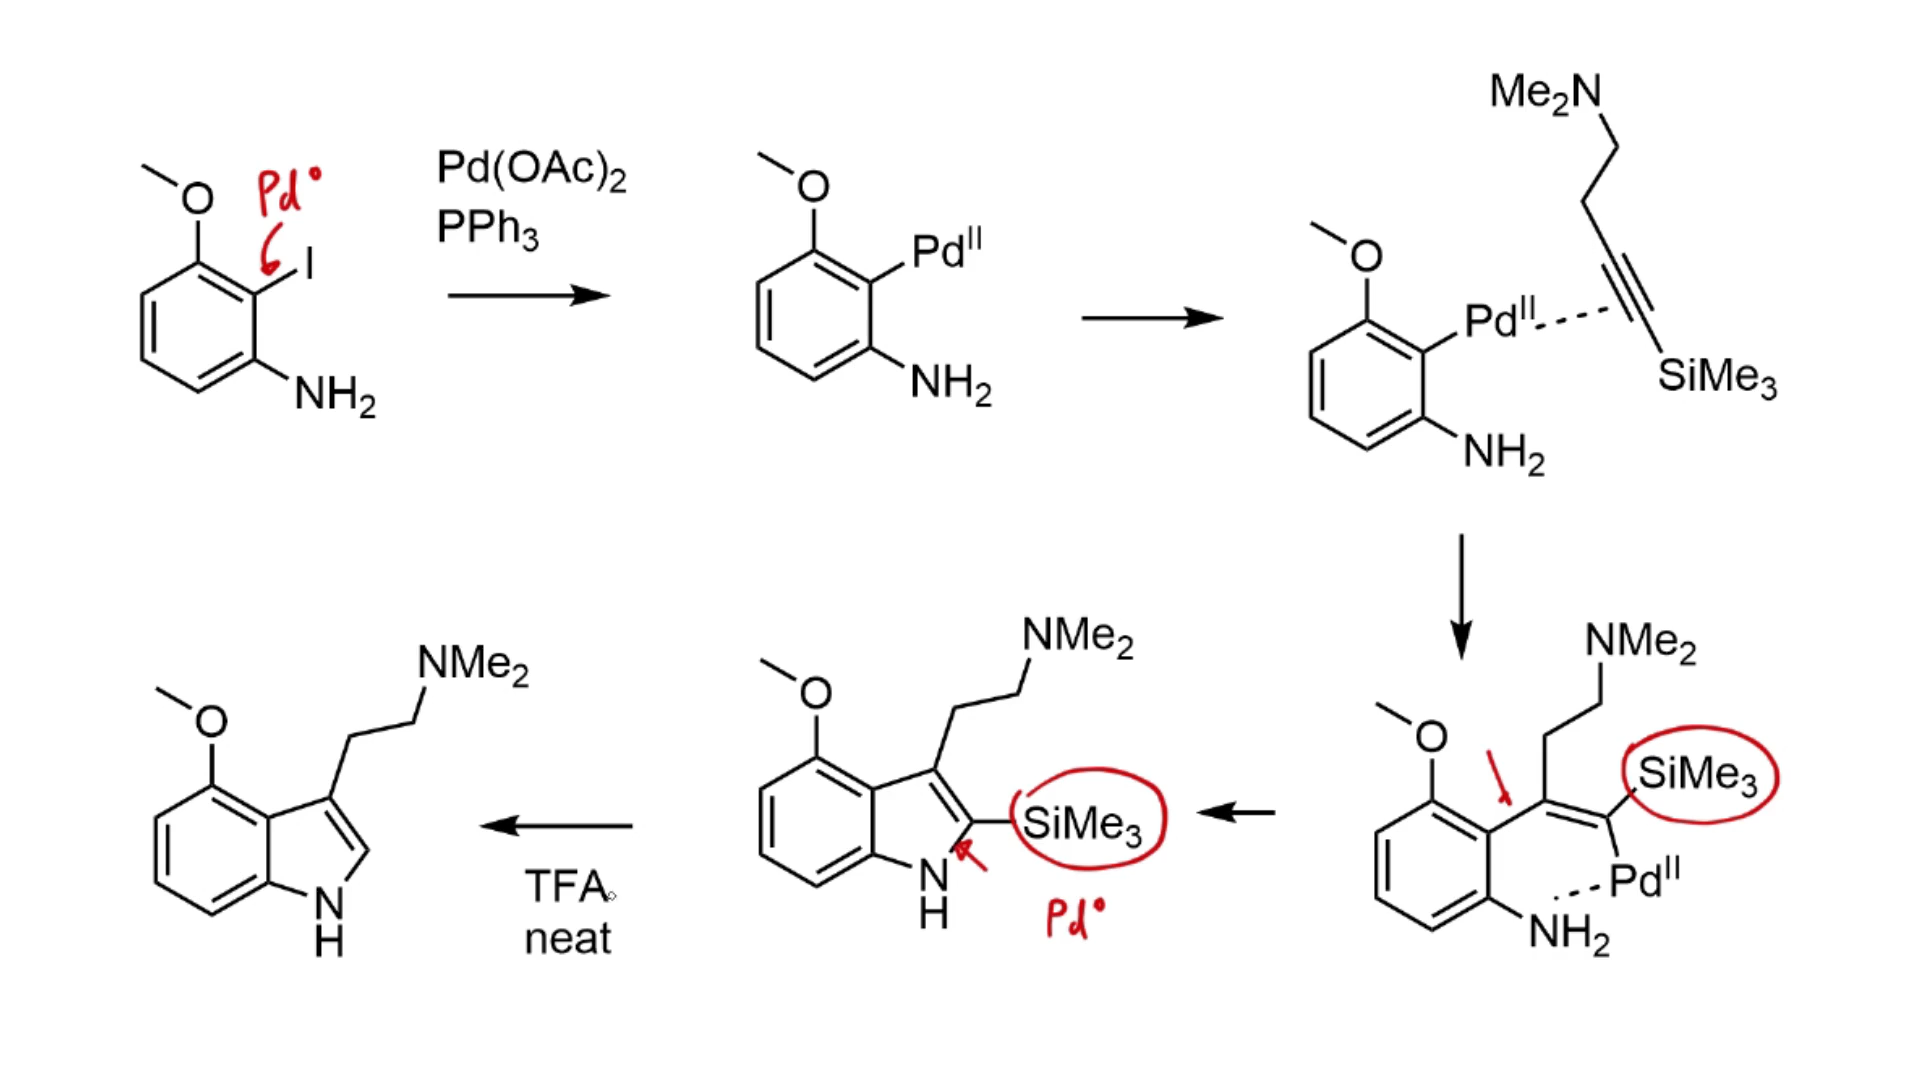 O
Pd°
I
NH₂
Pd(OAc)₂
PPh₃
O
Pdᴵᴵ
NH₂
Me₂N
O
Pdᴵᴵ
SiMe₃
NH₂
NMe₂
O
SiMe₃
Pdᴵᴵ
NH₂
NMe₂
O
SiMe₃
N
H
Pd°
TFA
neat
NMe₂
O
N
H